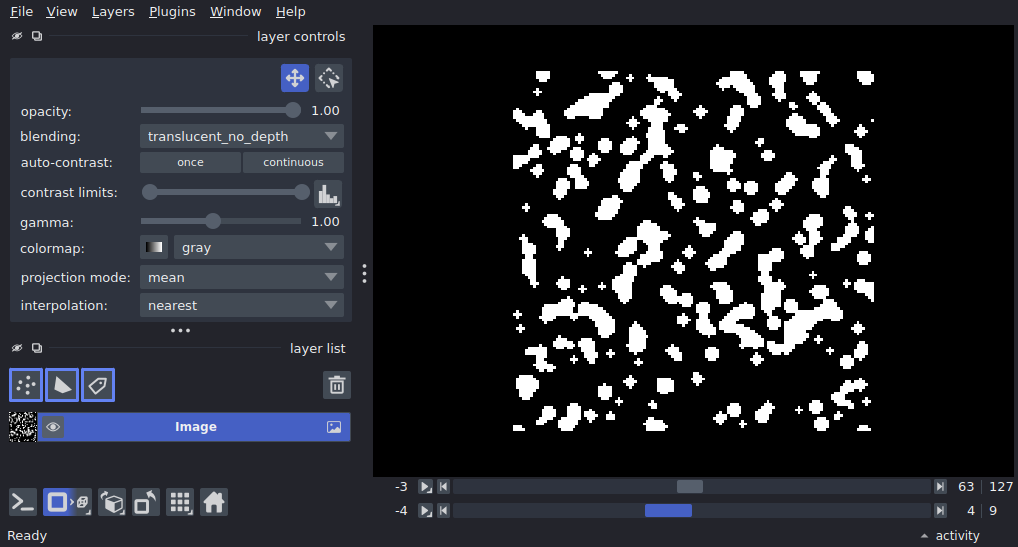 File View Layers Plugins Window Help
layer controls
opacity: 1.00
blending: translucent_no_depth
auto-contrast: once continuous
contrast limits:
gamma: 1.00
colormap: gray
projection mode: mean
interpolation: nearest
layer list
Image
-3 63 127
-4 4 9
Ready activity